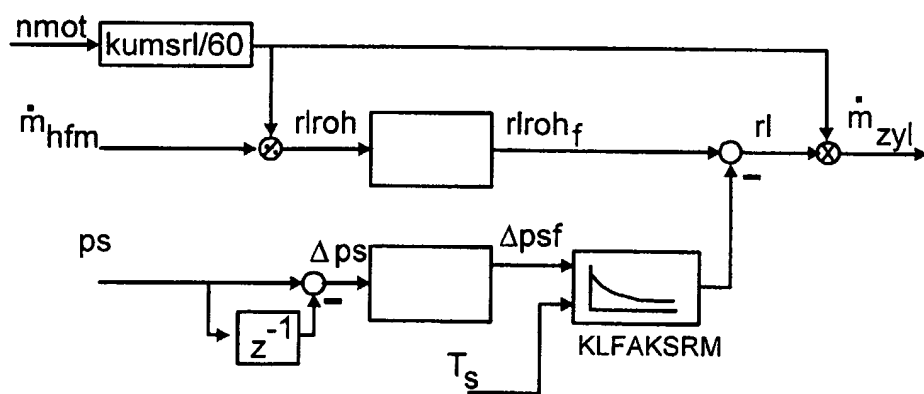 nmot
kumsrl/60
ṁhfm
rlroh
rlrohf
rl
ṁzyl
ps
Δps
Δpsf
z-1
KLFAKSRM
Ts